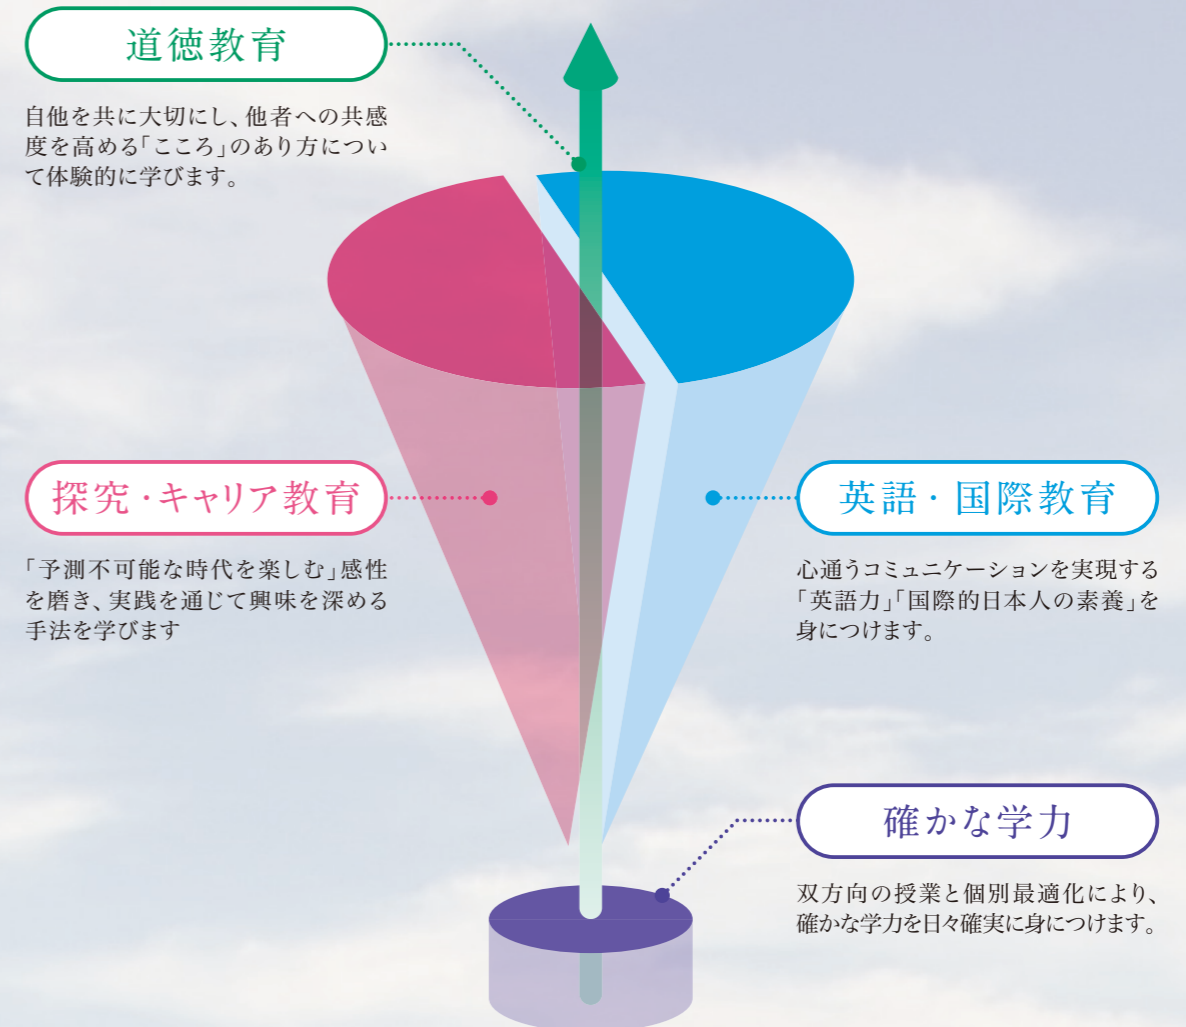 道徳教育
自他を共に大切にし、他者への共感
度を高める「こころ」のあり方につい
て体験的に学びます。
探究・キャリア教育
「予測不可能な時代を楽しむ」感性
を磨き、実践を通じて興味を深める
手法を学びます
英語・国際教育
心通うコミュニケーションを実現する
「英語力」「国際的日本人の素養」を
身につけます。
確かな学力
双方向の授業と個別最適化により、
確かな学力を日々確実に身につけます。